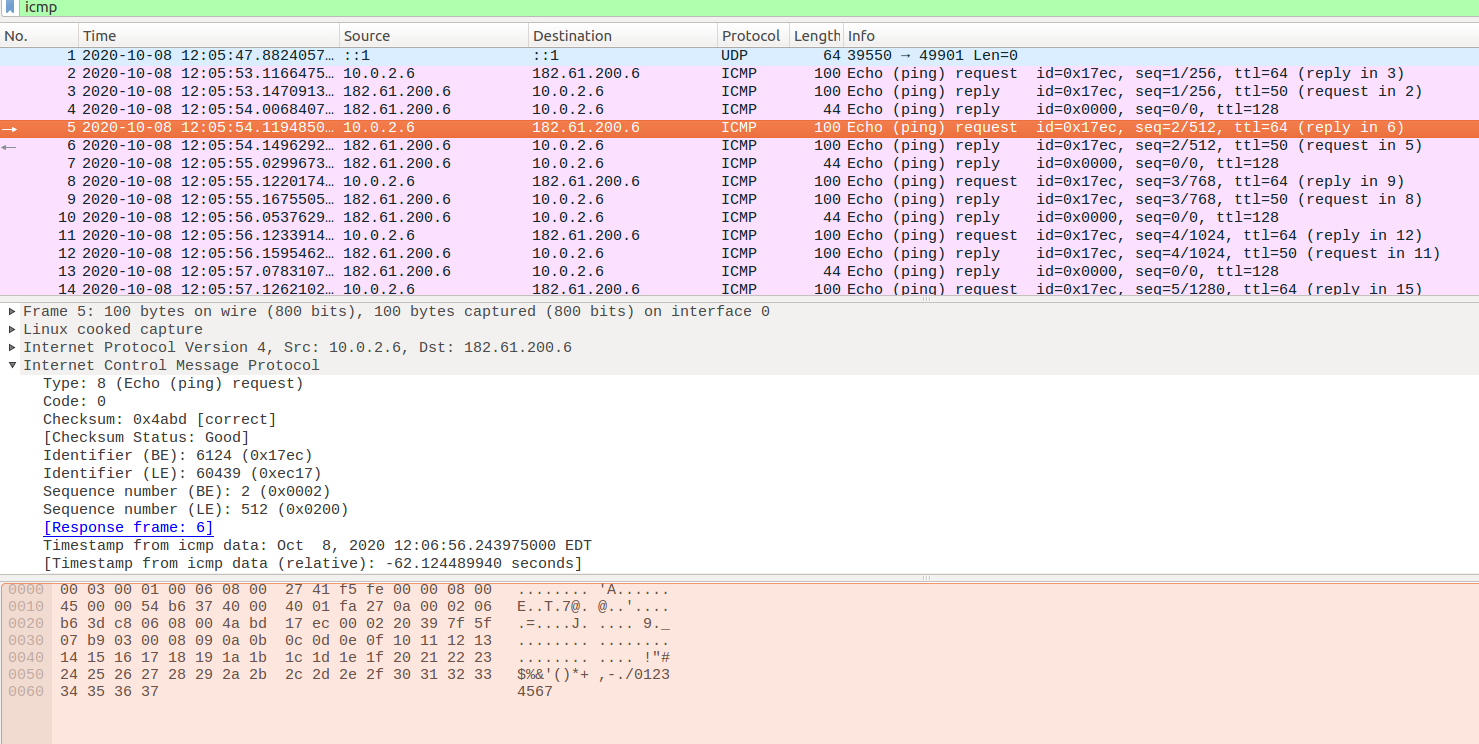 icmp
No. Time Source Destination Protocol Length Info
1 2020-10-08 12:05:47.8824057… ::1 ::1 UDP 64 39550 → 49901 Len=0
2 2020-10-08 12:05:53.1166475… 10.0.2.6 182.61.200.6 ICMP 100 Echo (ping) request id=0x17ec, seq=1/256, ttl=64 (reply in 3)
3 2020-10-08 12:05:53.1470913… 182.61.200.6 10.0.2.6 ICMP 100 Echo (ping) reply id=0x17ec, seq=1/256, ttl=50 (request in 2)
4 2020-10-08 12:05:54.0068407… 182.61.200.6 10.0.2.6 ICMP 44 Echo (ping) reply id=0x0000, seq=0/0, ttl=128
5 2020-10-08 12:05:54.1194850… 10.0.2.6 182.61.200.6 ICMP 100 Echo (ping) request id=0x17ec, seq=2/512, ttl=64 (reply in 6)
6 2020-10-08 12:05:54.1496292… 182.61.200.6 10.0.2.6 ICMP 100 Echo (ping) reply id=0x17ec, seq=2/512, ttl=50 (request in 5)
7 2020-10-08 12:05:55.0299673… 182.61.200.6 10.0.2.6 ICMP 44 Echo (ping) reply id=0x0000, seq=0/0, ttl=128
8 2020-10-08 12:05:55.1220174… 10.0.2.6 182.61.200.6 ICMP 100 Echo (ping) request id=0x17ec, seq=3/768, ttl=64 (reply in 9)
9 2020-10-08 12:05:55.1675505… 182.61.200.6 10.0.2.6 ICMP 100 Echo (ping) reply id=0x17ec, seq=3/768, ttl=50 (request in 8)
10 2020-10-08 12:05:56.0537629… 182.61.200.6 10.0.2.6 ICMP 44 Echo (ping) reply id=0x0000, seq=0/0, ttl=128
11 2020-10-08 12:05:56.1233914… 10.0.2.6 182.61.200.6 ICMP 100 Echo (ping) request id=0x17ec, seq=4/1024, ttl=64 (reply in 12)
12 2020-10-08 12:05:56.1595462… 182.61.200.6 10.0.2.6 ICMP 100 Echo (ping) reply id=0x17ec, seq=4/1024, ttl=50 (request in 11)
13 2020-10-08 12:05:57.0783107… 182.61.200.6 10.0.2.6 ICMP 44 Echo (ping) reply id=0x0000, seq=0/0, ttl=128
14 2020-10-08 12:05:57.1262102… 10.0.2.6 182.61.200.6 ICMP 100 Echo (ping) request id=0x17ec, seq=5/1280, ttl=64 (reply in 15)
Frame 5: 100 bytes on wire (800 bits), 100 bytes captured (800 bits) on interface 0
Linux cooked capture
Internet Protocol Version 4, Src: 10.0.2.6, Dst: 182.61.200.6
Internet Control Message Protocol
Type: 8 (Echo (ping) request)
Code: 0
Checksum: 0x4abd [correct]
[Checksum Status: Good]
Identifier (BE): 6124 (0x17ec)
Identifier (LE): 60439 (0xec17)
Sequence number (BE): 2 (0x0002)
Sequence number (LE): 512 (0x0200)
[Response frame: 6]
Timestamp from icmp data: Oct  8, 2020 12:06:56.243975000 EDT
[Timestamp from icmp data (relative): -62.124489940 seconds]
0000 00 03 00 01 00 06 08 00 27 41 f5 fe 00 00 08 00 ........ 'A......
0010 45 00 00 54 b6 37 40 00 40 01 fa 27 0a 00 02 06 E..T.7@. @..'....
0020 b6 3d c8 06 08 00 4a bd 17 ec 00 02 20 39 7f 5f .=....J. .... 9._
0030 07 b9 03 00 08 09 0a 0b 0c 0d 0e 0f 10 11 12 13 ........ ........
0040 14 15 16 17 18 19 1a 1b 1c 1d 1e 1f 20 21 22 23 ........ .... !"#
0050 24 25 26 27 28 29 2a 2b 2c 2d 2e 2f 30 31 32 33 $%&'()*+ ,-./0123
0060 34 35 36 37 4567